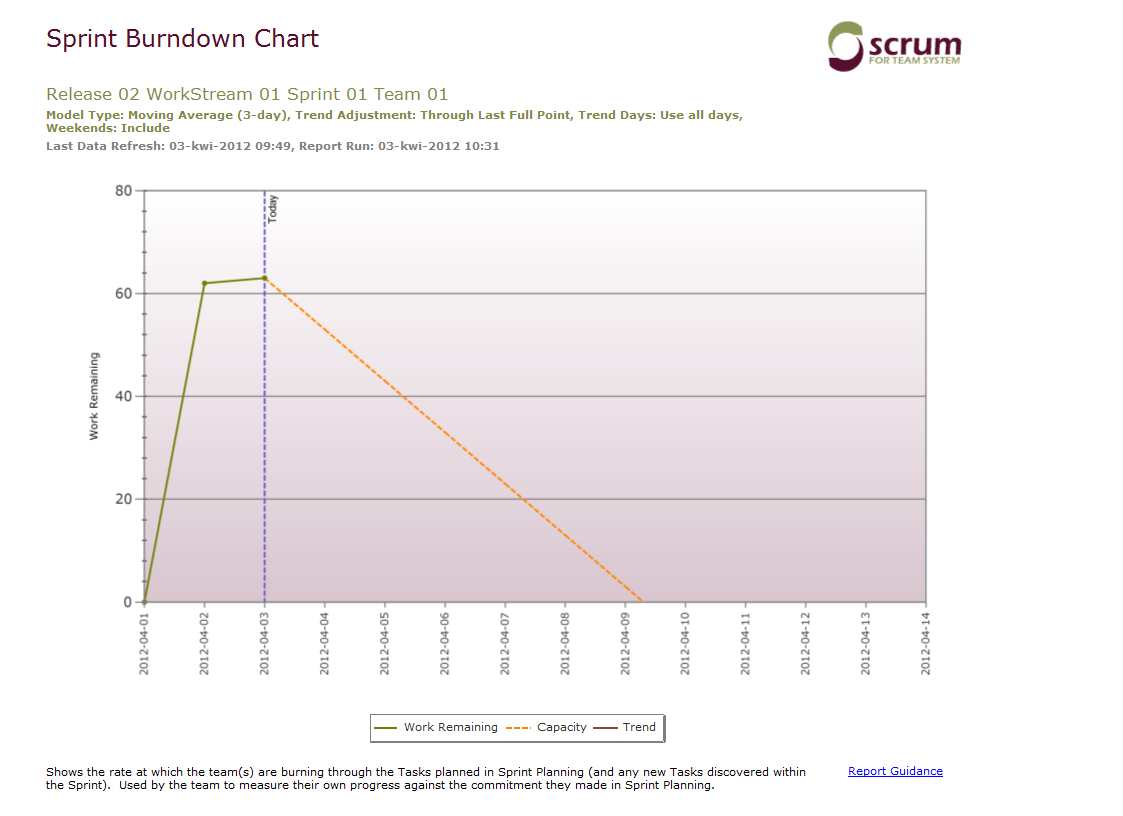 Sprint Burndown Chart
scrum
FOR TEAM SYSTEM
Release 02 WorkStream 01 Sprint 01 Team 01
Model Type: Moving Average (3-day), Trend Adjustment: Through Last Full Point, Trend Days: Use all days,
Weekends: Include
Last Data Refresh: 03-kwi-2012 09:49, Report Run: 03-kwi-2012 10:31
80
60
40
20
0
Work Remaining
Today
2012-04-01
2012-04-02
2012-04-03
2012-04-04
2012-04-05
2012-04-06
2012-04-07
2012-04-08
2012-04-09
2012-04-10
2012-04-11
2012-04-12
2012-04-13
2012-04-14
Work Remaining Capacity Trend
Shows the rate at which the team(s) are burning through the Tasks planned in Sprint Planning (and any new Tasks discovered within
the Sprint).  Used by the team to measure their own progress against the commitment they made in Sprint Planning.
Report Guidance